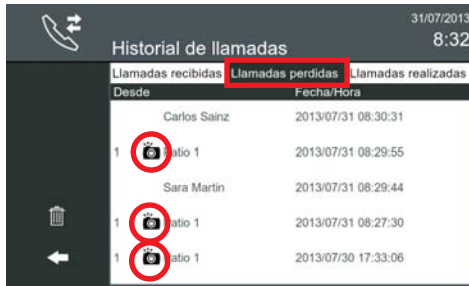 31/07/2013
8:32
Historial de llamadas
Llamadas recibidas Llamadas perdidas Llamadas realizadas
Desde Fecha/Hora
Carlos Sainz 2013/07/31 08:30:31
1 Patio 1 2013/07/31 08:29:55
Sara Martin 2013/07/31 08:29:44
1 Patio 1 2013/07/31 08:27:30
1 Patio 1 2013/07/30 17:33:06